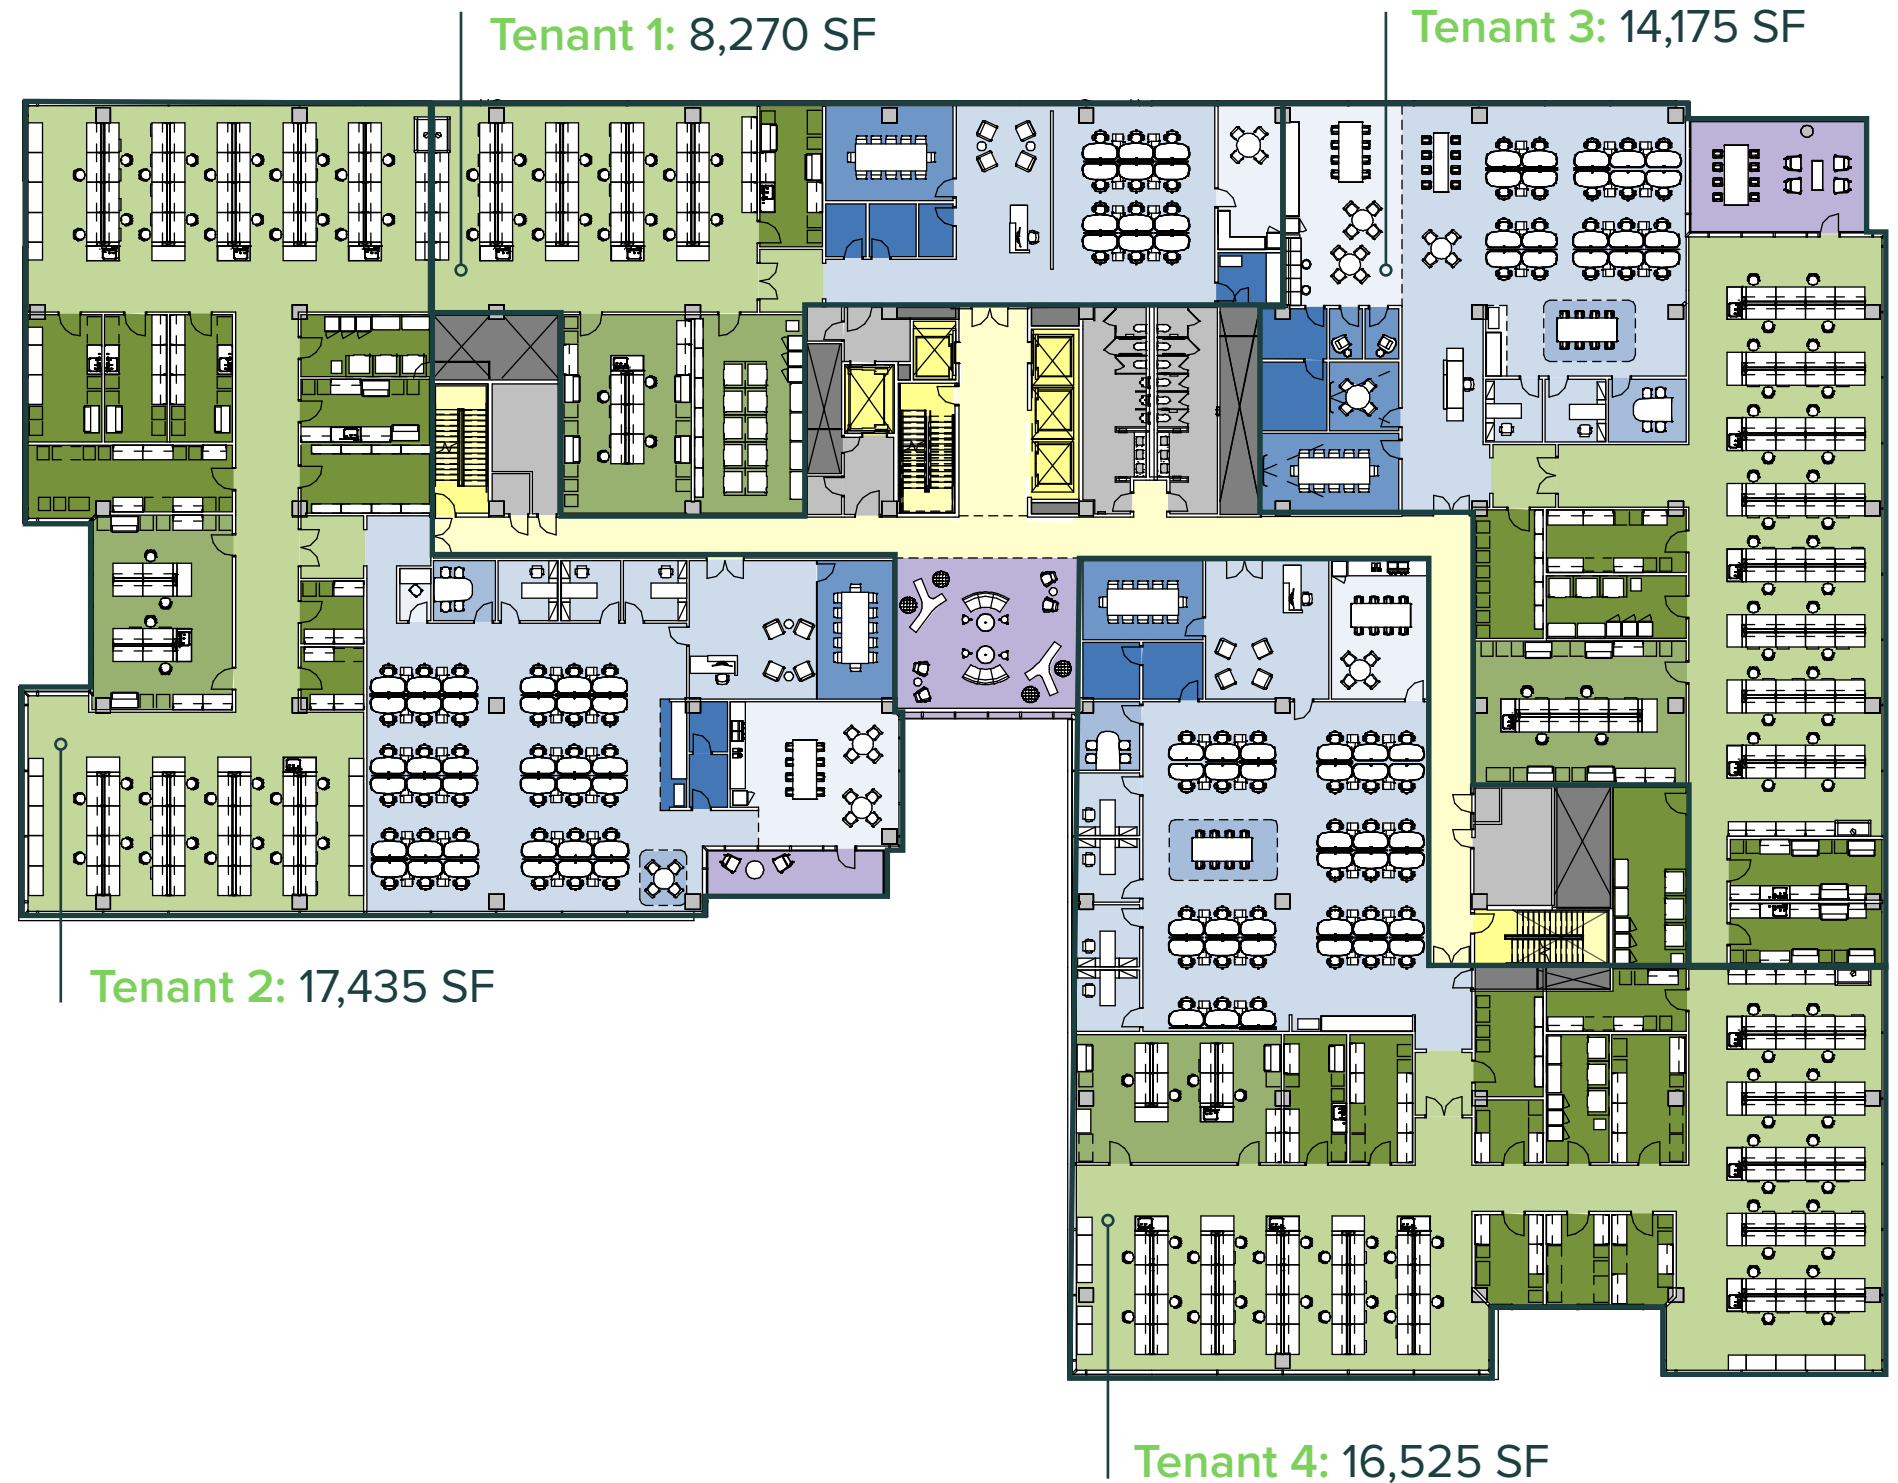 Tenant 1: 8,270 SF
Tenant 3: 14,175 SF
Tenant 2: 17,435 SF
Tenant 4: 16,525 SF